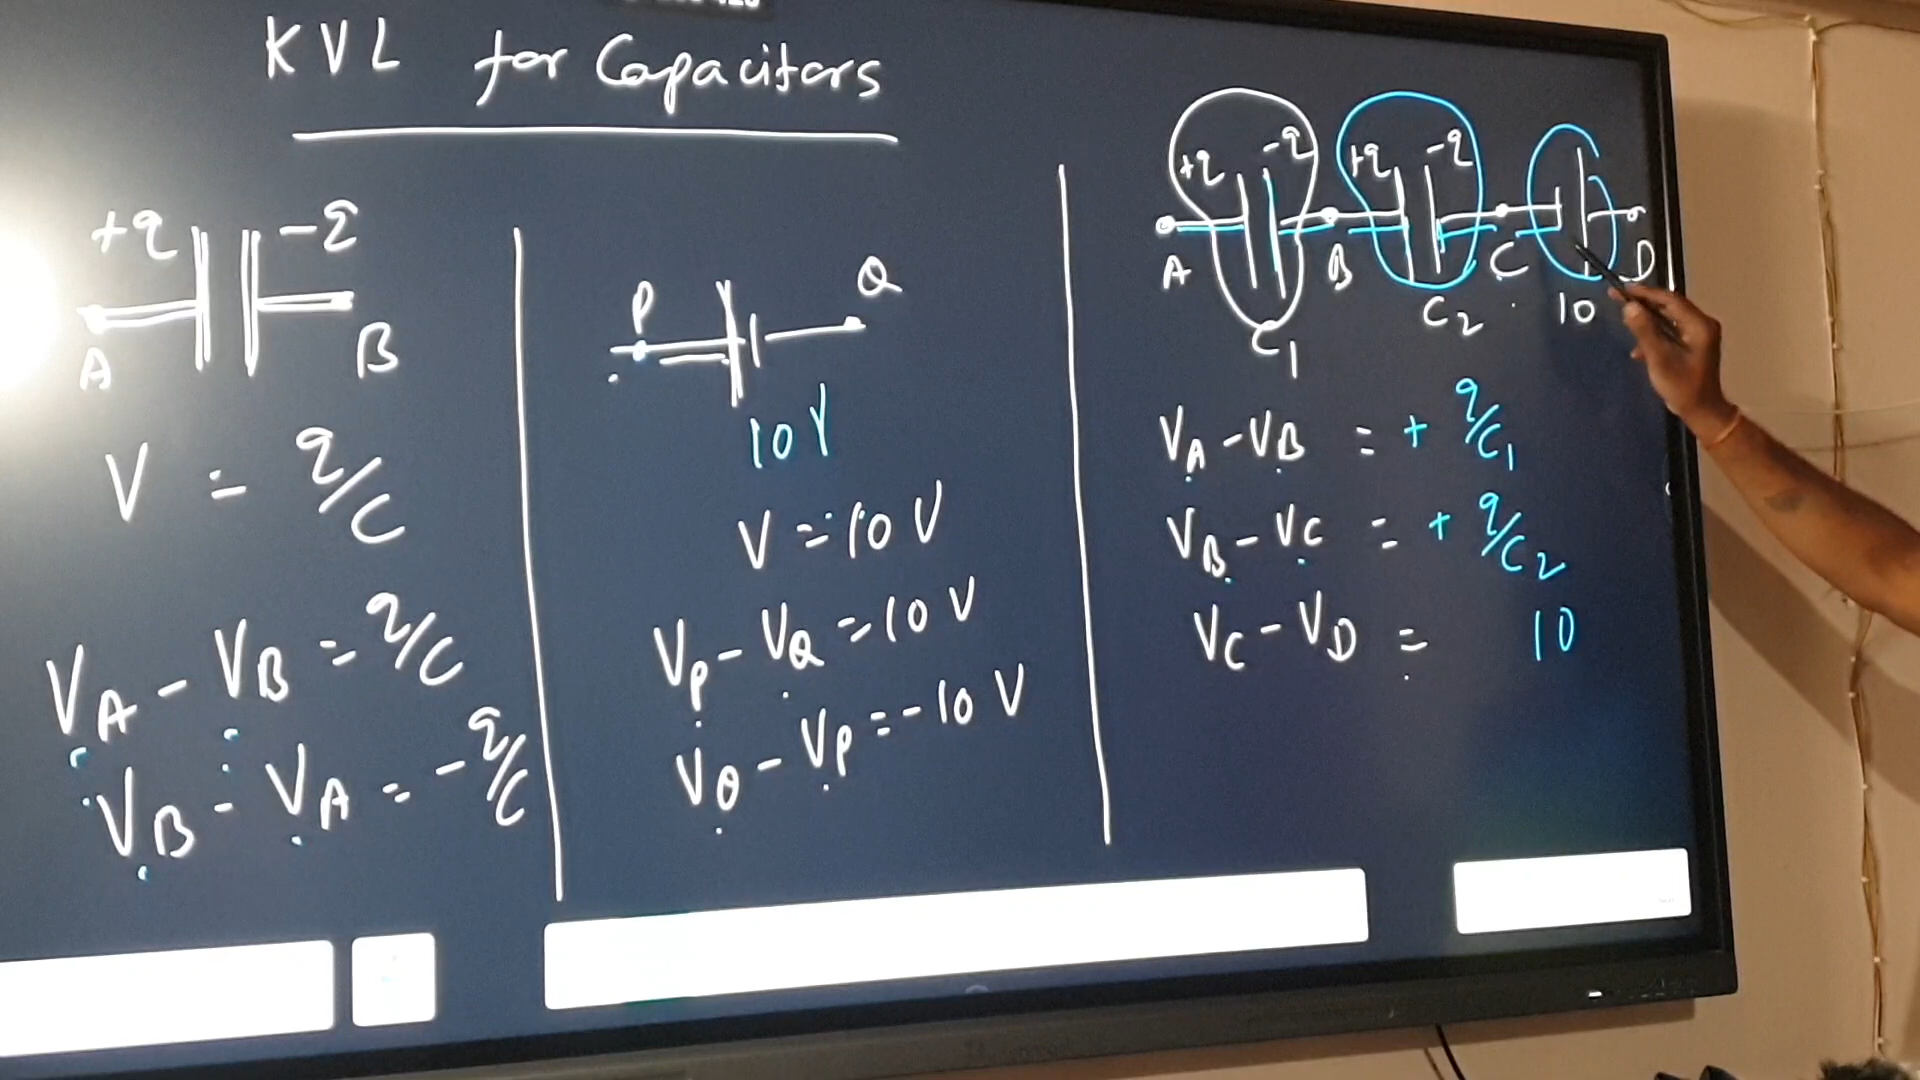 KVL for Capacitors
+q -q
A B
V = q/C
VA - VB = q/C
VB - VA = - q/C
P Q
10V
V = 10 V
VP - VQ = 10 V
VQ - VP = -10 V
+q -q +q -q
A B C D
C1 C2 10
VA - VB = + q/C1
VB - VC = + q/C2
VC - VD = 10